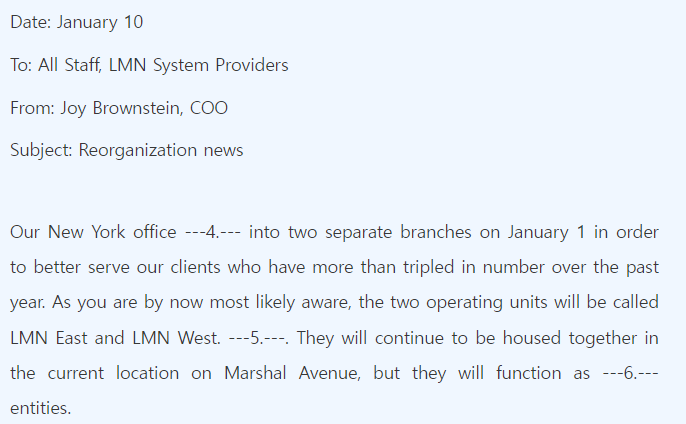 Date: January 10
To: All Staff, LMN System Providers
From: Joy Brownstein, COO
Subject: Reorganization news
Our New York office ---4.--- into two separate branches on January 1 in order
to better serve our clients who have more than tripled in number over the past
year. As you are by now most likely aware, the two operating units will be called
LMN East and LMN West. ---5.---. They will continue to be housed together in
the current location on Marshal Avenue, but they will function as ---6.---
entities.